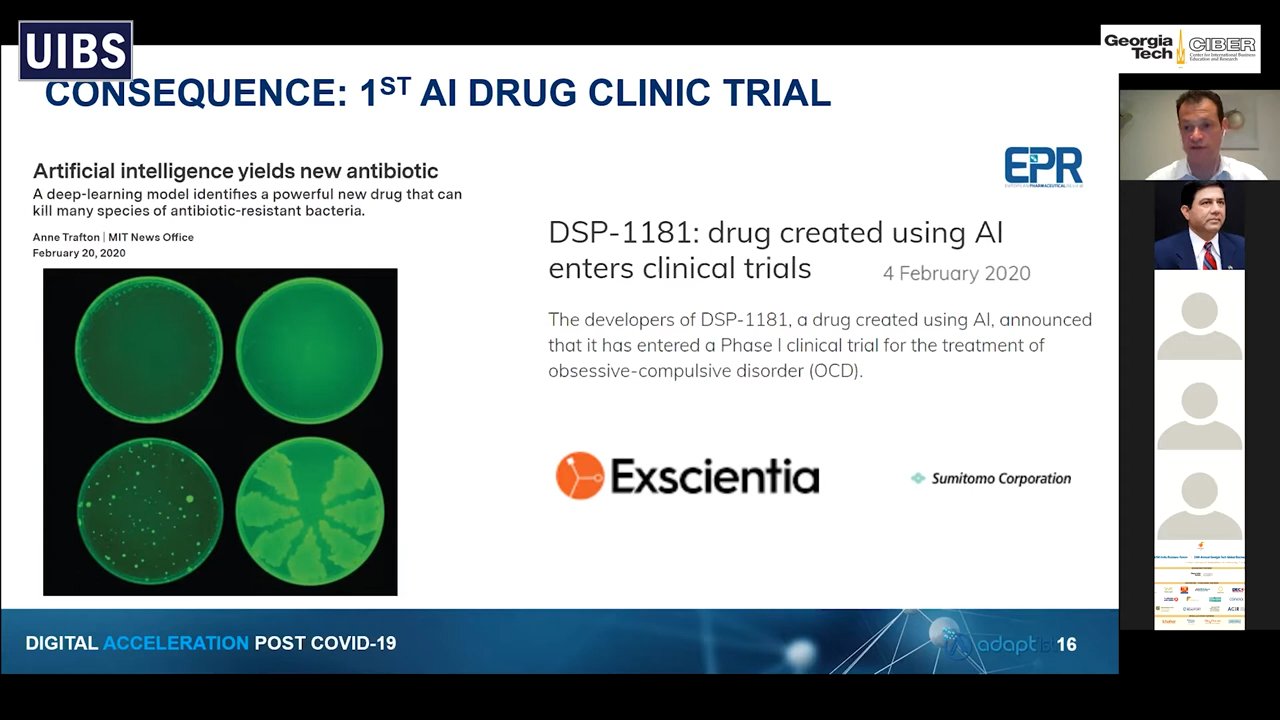 UIBS
Georgia Tech
CIBER
Center for International Business
Education and Research
CONSEQUENCE: 1ST AI DRUG CLINIC TRIAL
Artificial intelligence yields new antibiotic
A deep-learning model identifies a powerful new drug that can
kill many species of antibiotic-resistant bacteria.
Anne Trafton | MIT News Office
February 20, 2020
EPR
EUROPEAN PHARMACEUTICAL REVIEW
DSP-1181: drug created using AI
enters clinical trials
4 February 2020
The developers of DSP-1181, a drug created using AI, announced
that it has entered a Phase I clinical trial for the treatment of
obsessive-compulsive disorder (OCD).
Exscientia
Sumitomo Corporation
DIGITAL ACCELERATION POST COVID-19
16